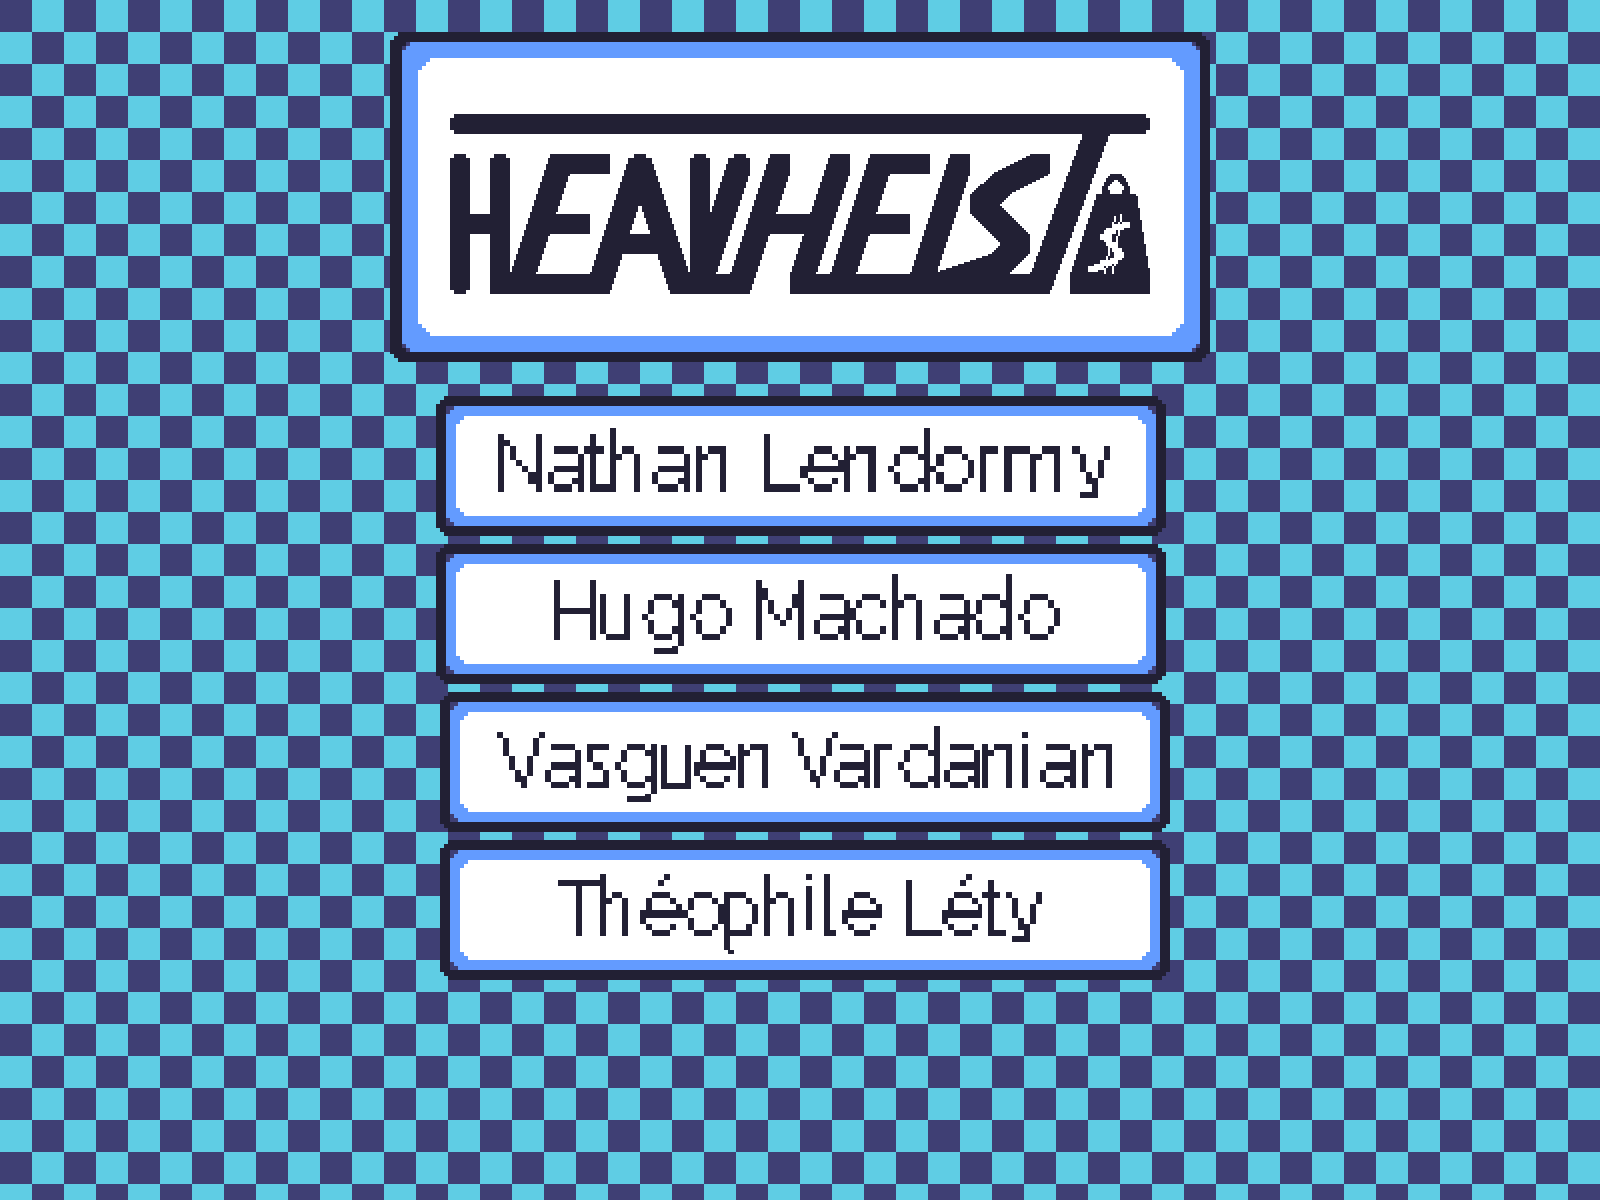 HEAVHEIST
$
Nathan Lendormy
Hugo Machado
Vasguen Vardanian
Théophile Léty